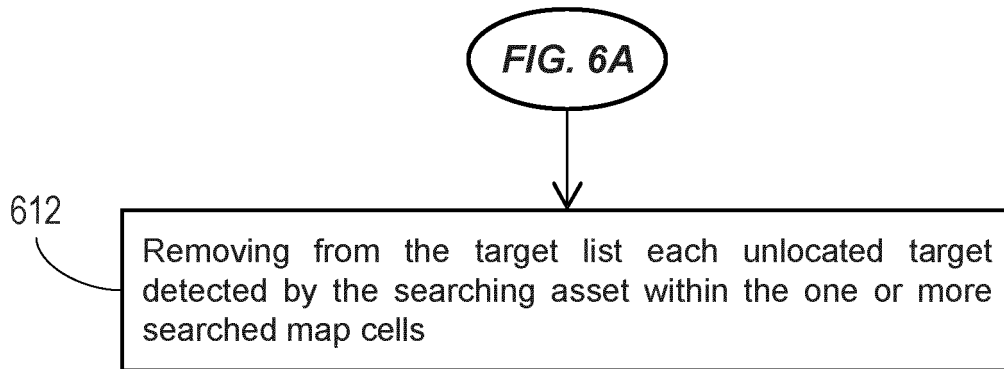 FIG. 6A
612
Removing from the target list each unlocated target
detected by the searching asset within the one or more
searched map cells